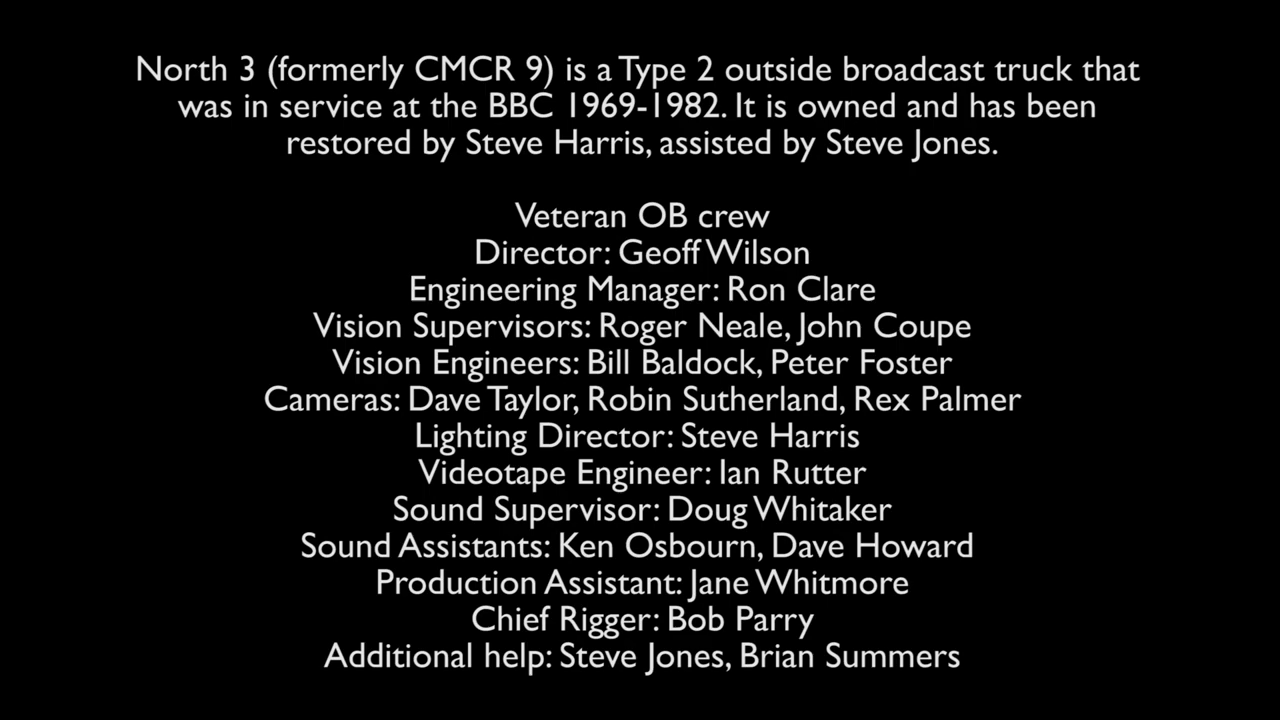 North 3 (formerly CMCR 9) is a Type 2 outside broadcast truck that
was in service at the BBC 1969-1982. It is owned and has been
restored by Steve Harris, assisted by Steve Jones.
Veteran OB crew
Director: Geoff Wilson
Engineering Manager: Ron Clare
Vision Supervisors: Roger Neale, John Coupe
Vision Engineers: Bill Baldock, Peter Foster
Cameras: Dave Taylor, Robin Sutherland, Rex Palmer
Lighting Director: Steve Harris
Videotape Engineer: Ian Rutter
Sound Supervisor: Doug Whitaker
Sound Assistants: Ken Osbourn, Dave Howard
Production Assistant: Jane Whitmore
Chief Rigger: Bob Parry
Additional help: Steve Jones, Brian Summers